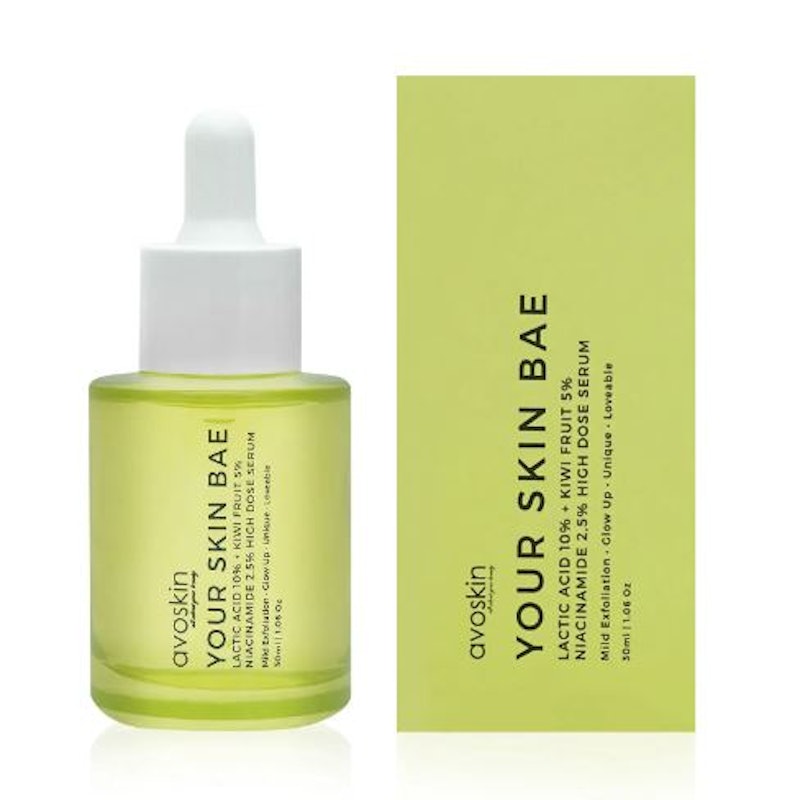 avoskin
YOUR SKIN BAE
LACTIC ACID 10% + KIWI FRUIT 5%
NIACINAMIDE 2.5% HIGH DOSE SERUM
Mild Exfoliation • Glow Up • Unique • Loveable
30ml | 1.06 Oz
avoskin
YOUR SKIN BAE
LACTIC ACID 10% + KIWI FRUIT 5%
NIACINAMIDE 2.5% HIGH DOSE SERUM
Mild Exfoliation • Glow Up • Unique • Loveable
30ml | 1.06 Oz